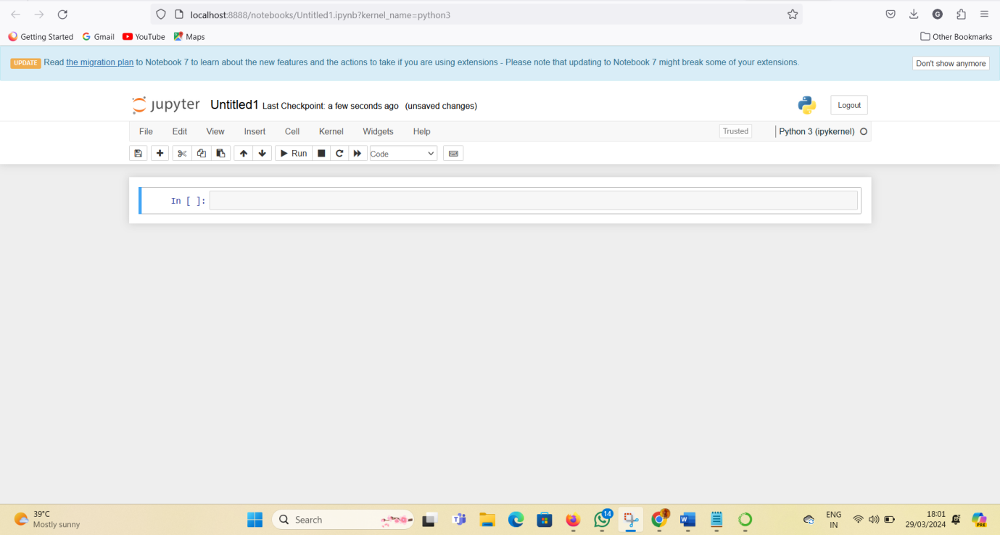 localhost:8888/notebooks/Untitled1.ipynb?kernel_name=python3
G
Getting Started Gmail YouTube Maps Other Bookmarks
UPDATE Read the migration plan to Notebook 7 to learn about the new features and the actions to take if you are using extensions - Please note that updating to Notebook 7 might break some of your extensions. Don't show anymore
jupyter Untitled1 Last Checkpoint: a few seconds ago (unsaved changes) Logout
File Edit View Insert Cell Kernel Widgets Help Trusted Python 3 (ipykernel)
Run Code
In [ ]:
39°C
Mostly sunny
Search
14
3
ENG
IN
18:01
29/03/2024
PRE